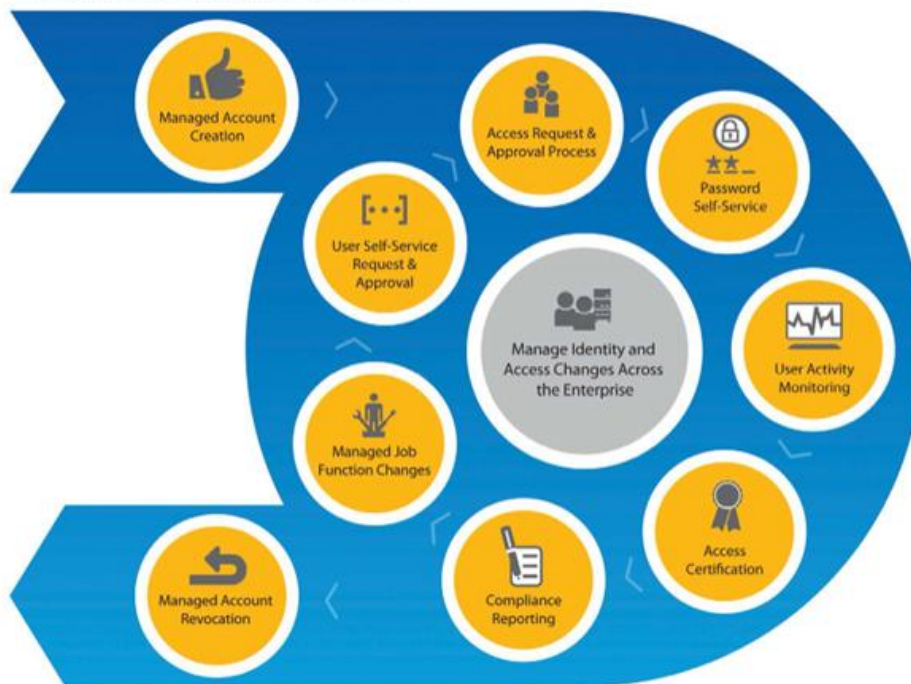 Managed Account
Creation
Access Request &
Approval Process
Password
Self-Service
User Self-Service
Request &
Approval
Manage Identity and
Access Changes Across
the Enterprise
User Activity
Monitoring
Managed Job
Function Changes
Access
Certification
Managed Account
Revocation
Compliance
Reporting